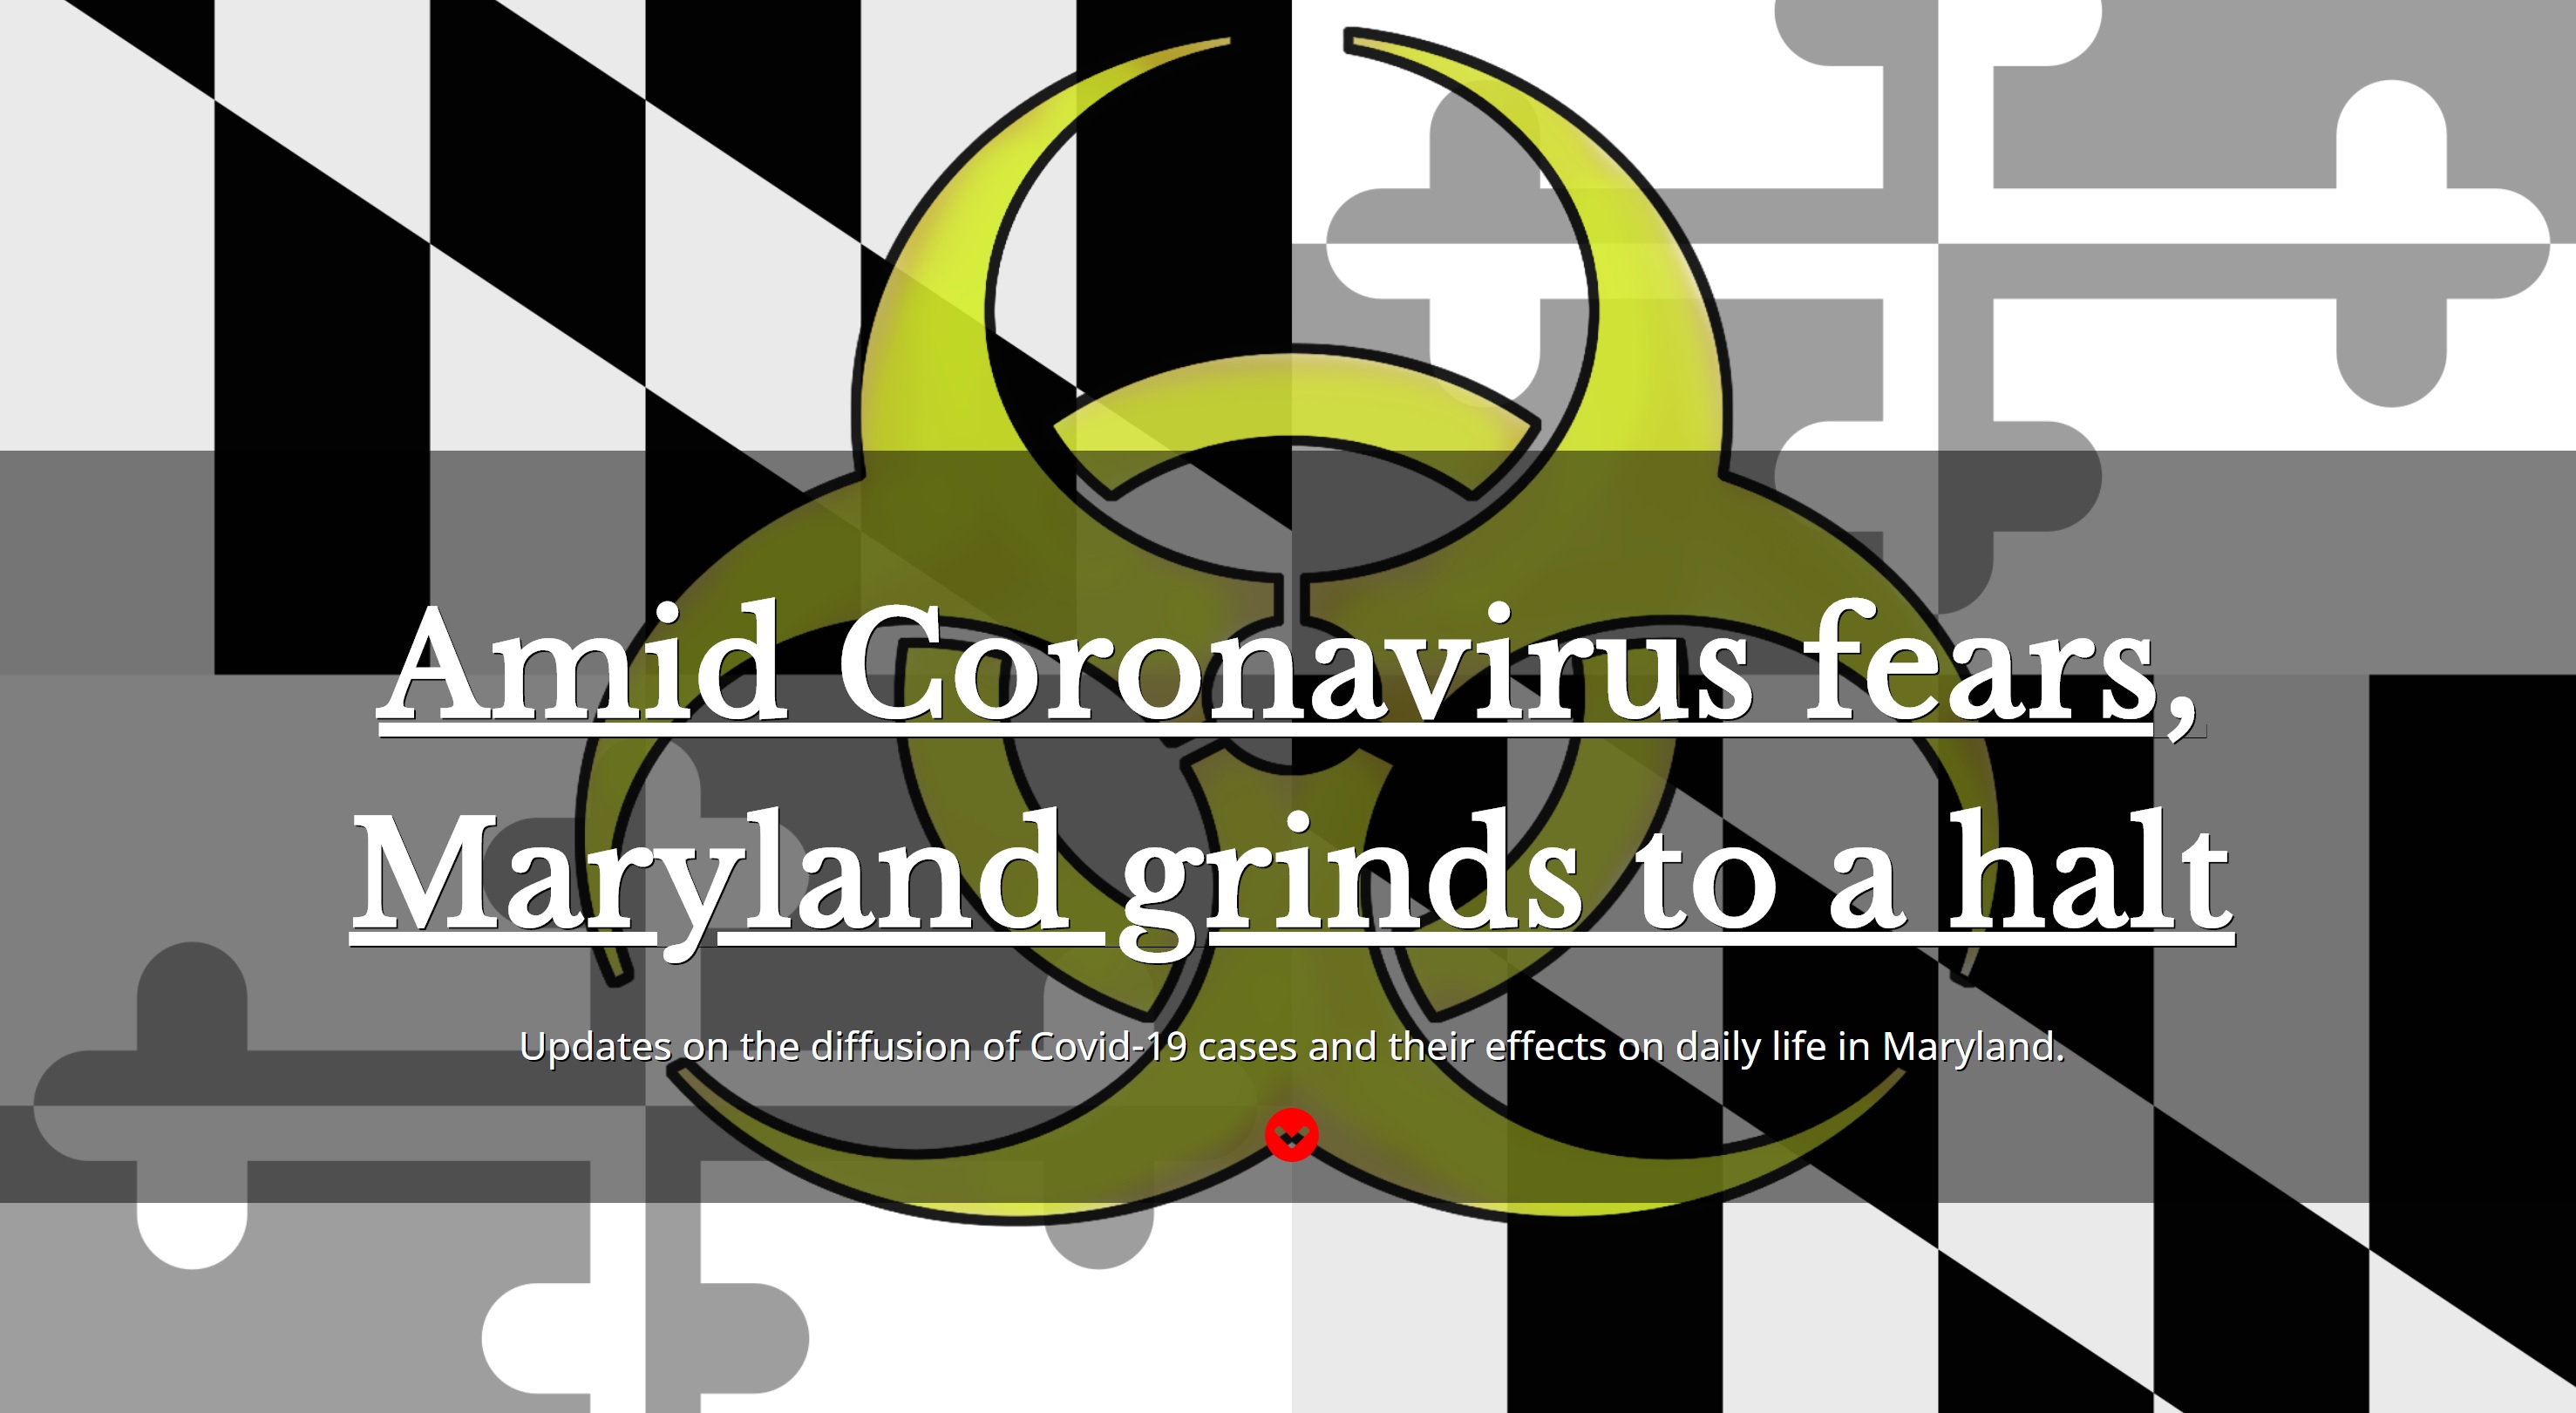 Amid Coronavirus fears,
Maryland grinds to a halt
Updates on the diffusion of Covid-19 cases and their effects on daily life in Maryland.